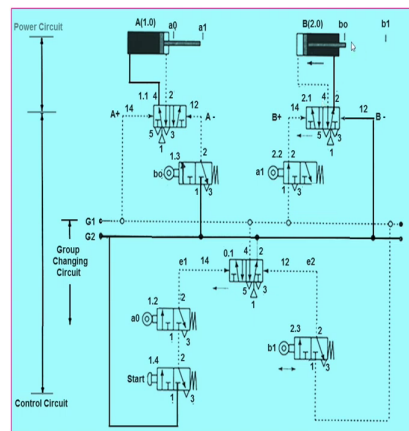 Power Circuit
A(1.0) a0 a1
B(2.0) bo b1
1.1 4 2
2.1 4 2
A+ 14 12 A -
B+ 14 12 B -
5 3
1
5 3
1
1.3 2
bo
1 3
2.2 2
a1
1 3
G1
G2
Group
Changing
Circuit
4 2
0.1
e1 14 12 e2
5 3
1
1.2 2
a0
1 3
2.3 2
b1
1 3
1.4 2
Start
1 3
Control Circuit